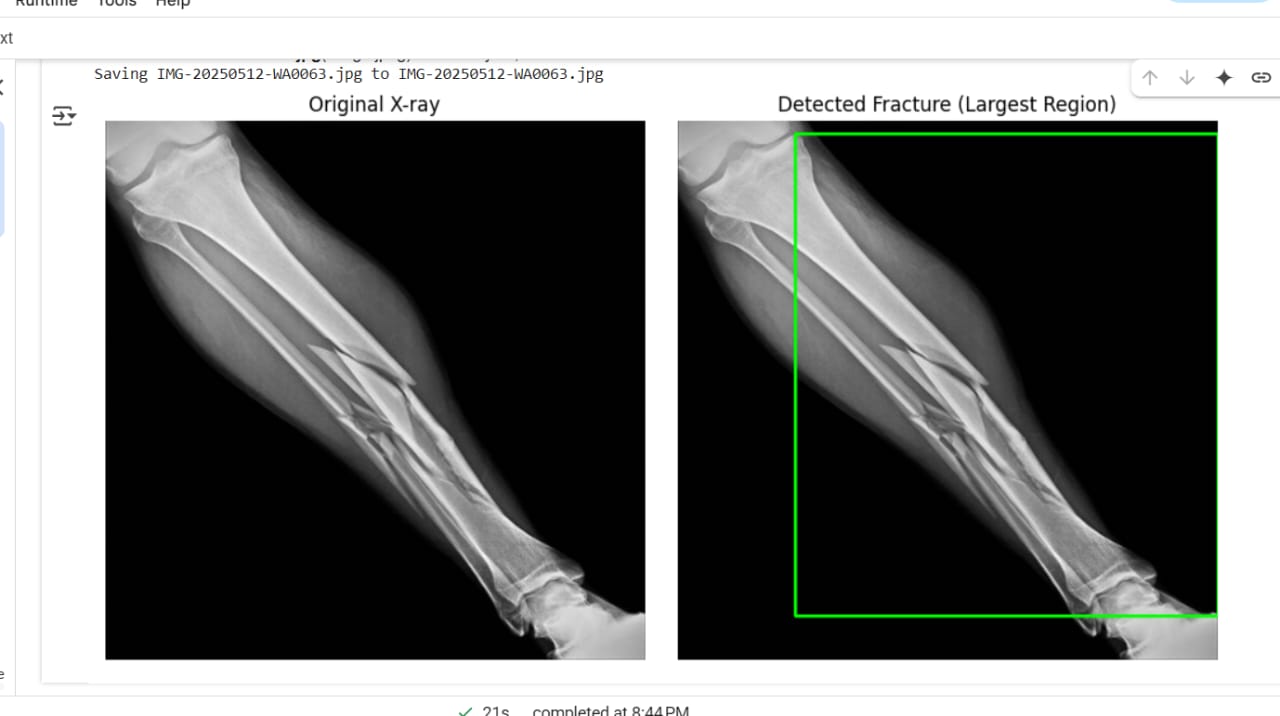 Runtime Tools Help
xt
Saving IMG-20250512-WA0063.jpg to IMG-20250512-WA0063.jpg
Original X-ray
Detected Fracture (Largest Region)
e
21s completed at 8:44 PM